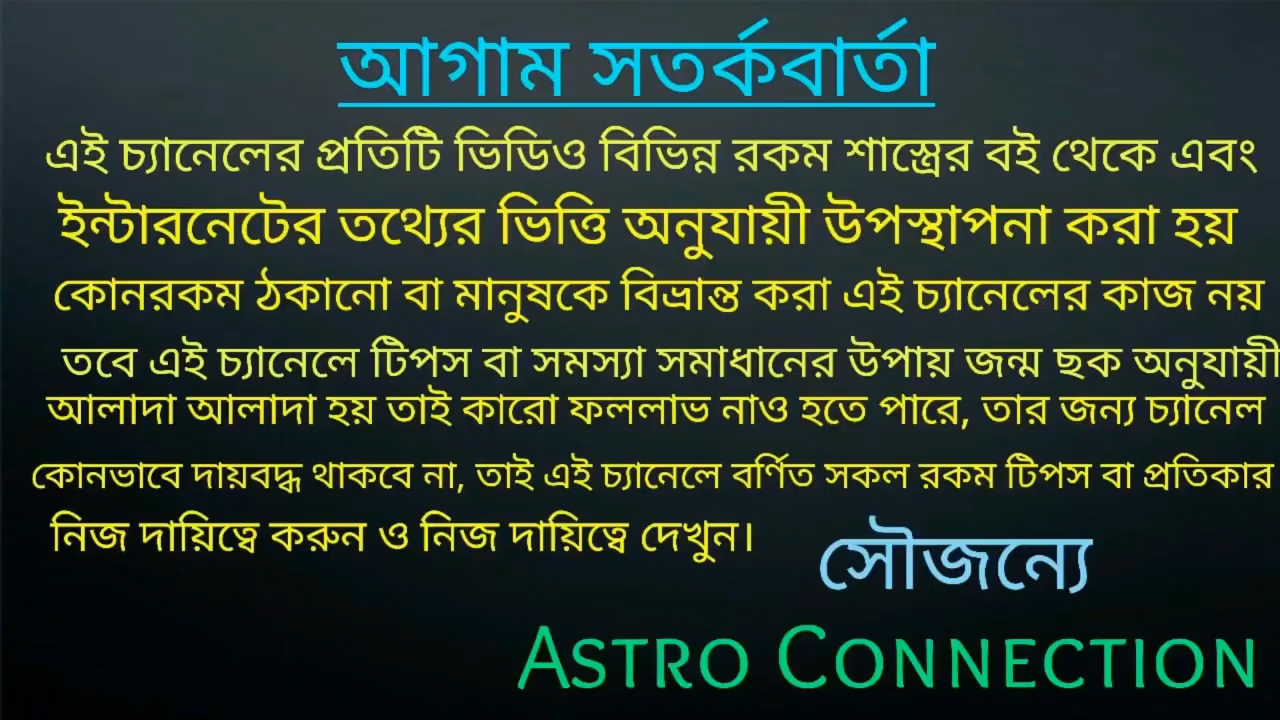 আগাম সতর্কবার্তা
এই চ্যানেলের প্রতিটি ভিডিও বিভিন্ন রকম শাস্ত্রের বই থেকে এবং
ইন্টারনেটের তথ্যের ভিত্তি অনুযায়ী উপস্থাপনা করা হয়
কোনরকম ঠকানো বা মানুষকে বিভ্রান্ত করা এই চ্যানেলের কাজ নয়
তবে এই চ্যানেলে টিপস বা সমস্যা সমাধানের উপায় জন্ম ছক অনুযায়ী
আলাদা আলাদা হয় তাই কারো ফললাভ নাও হতে পারে, তার জন্য চ্যানেল
কোনভাবে দায়বদ্ধ থাকবে না, তাই এই চ্যানেলে বর্ণিত সকল রকম টিপস বা প্রতিকার
নিজ দায়িত্বে করুন ও নিজ দায়িত্বে দেখুন।
সৌজন্যে
ASTRO CONNECTION